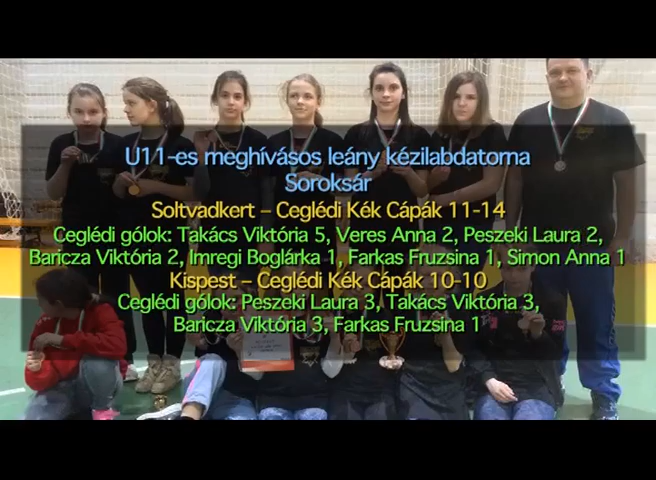 U11-es meghívásos leány kézilabdatorna
Soroksár
Soltvadkert – Ceglédi Kék Cápák 11-14
Ceglédi gólok: Takács Viktória 5, Veres Anna 2, Peszeki Laura 2,
Baricza Viktória 2, Imregi Boglárka 1, Farkas Fruzsina 1, Simon Anna 1
Kispest – Ceglédi Kék Cápák 10-10
Ceglédi gólok: Peszeki Laura 3, Takács Viktória 3,
Baricza Viktória 3, Farkas Fruzsina 1